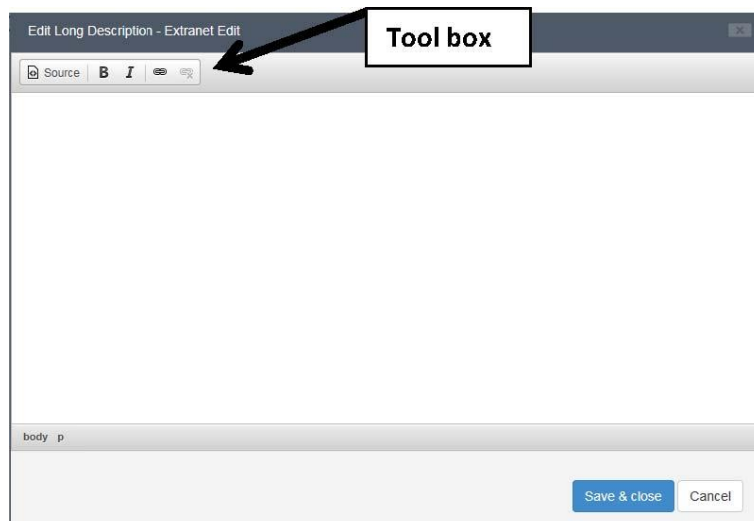 Edit Long Description - Extranet Edit
Tool box
Source B I
body p
Save & close Cancel